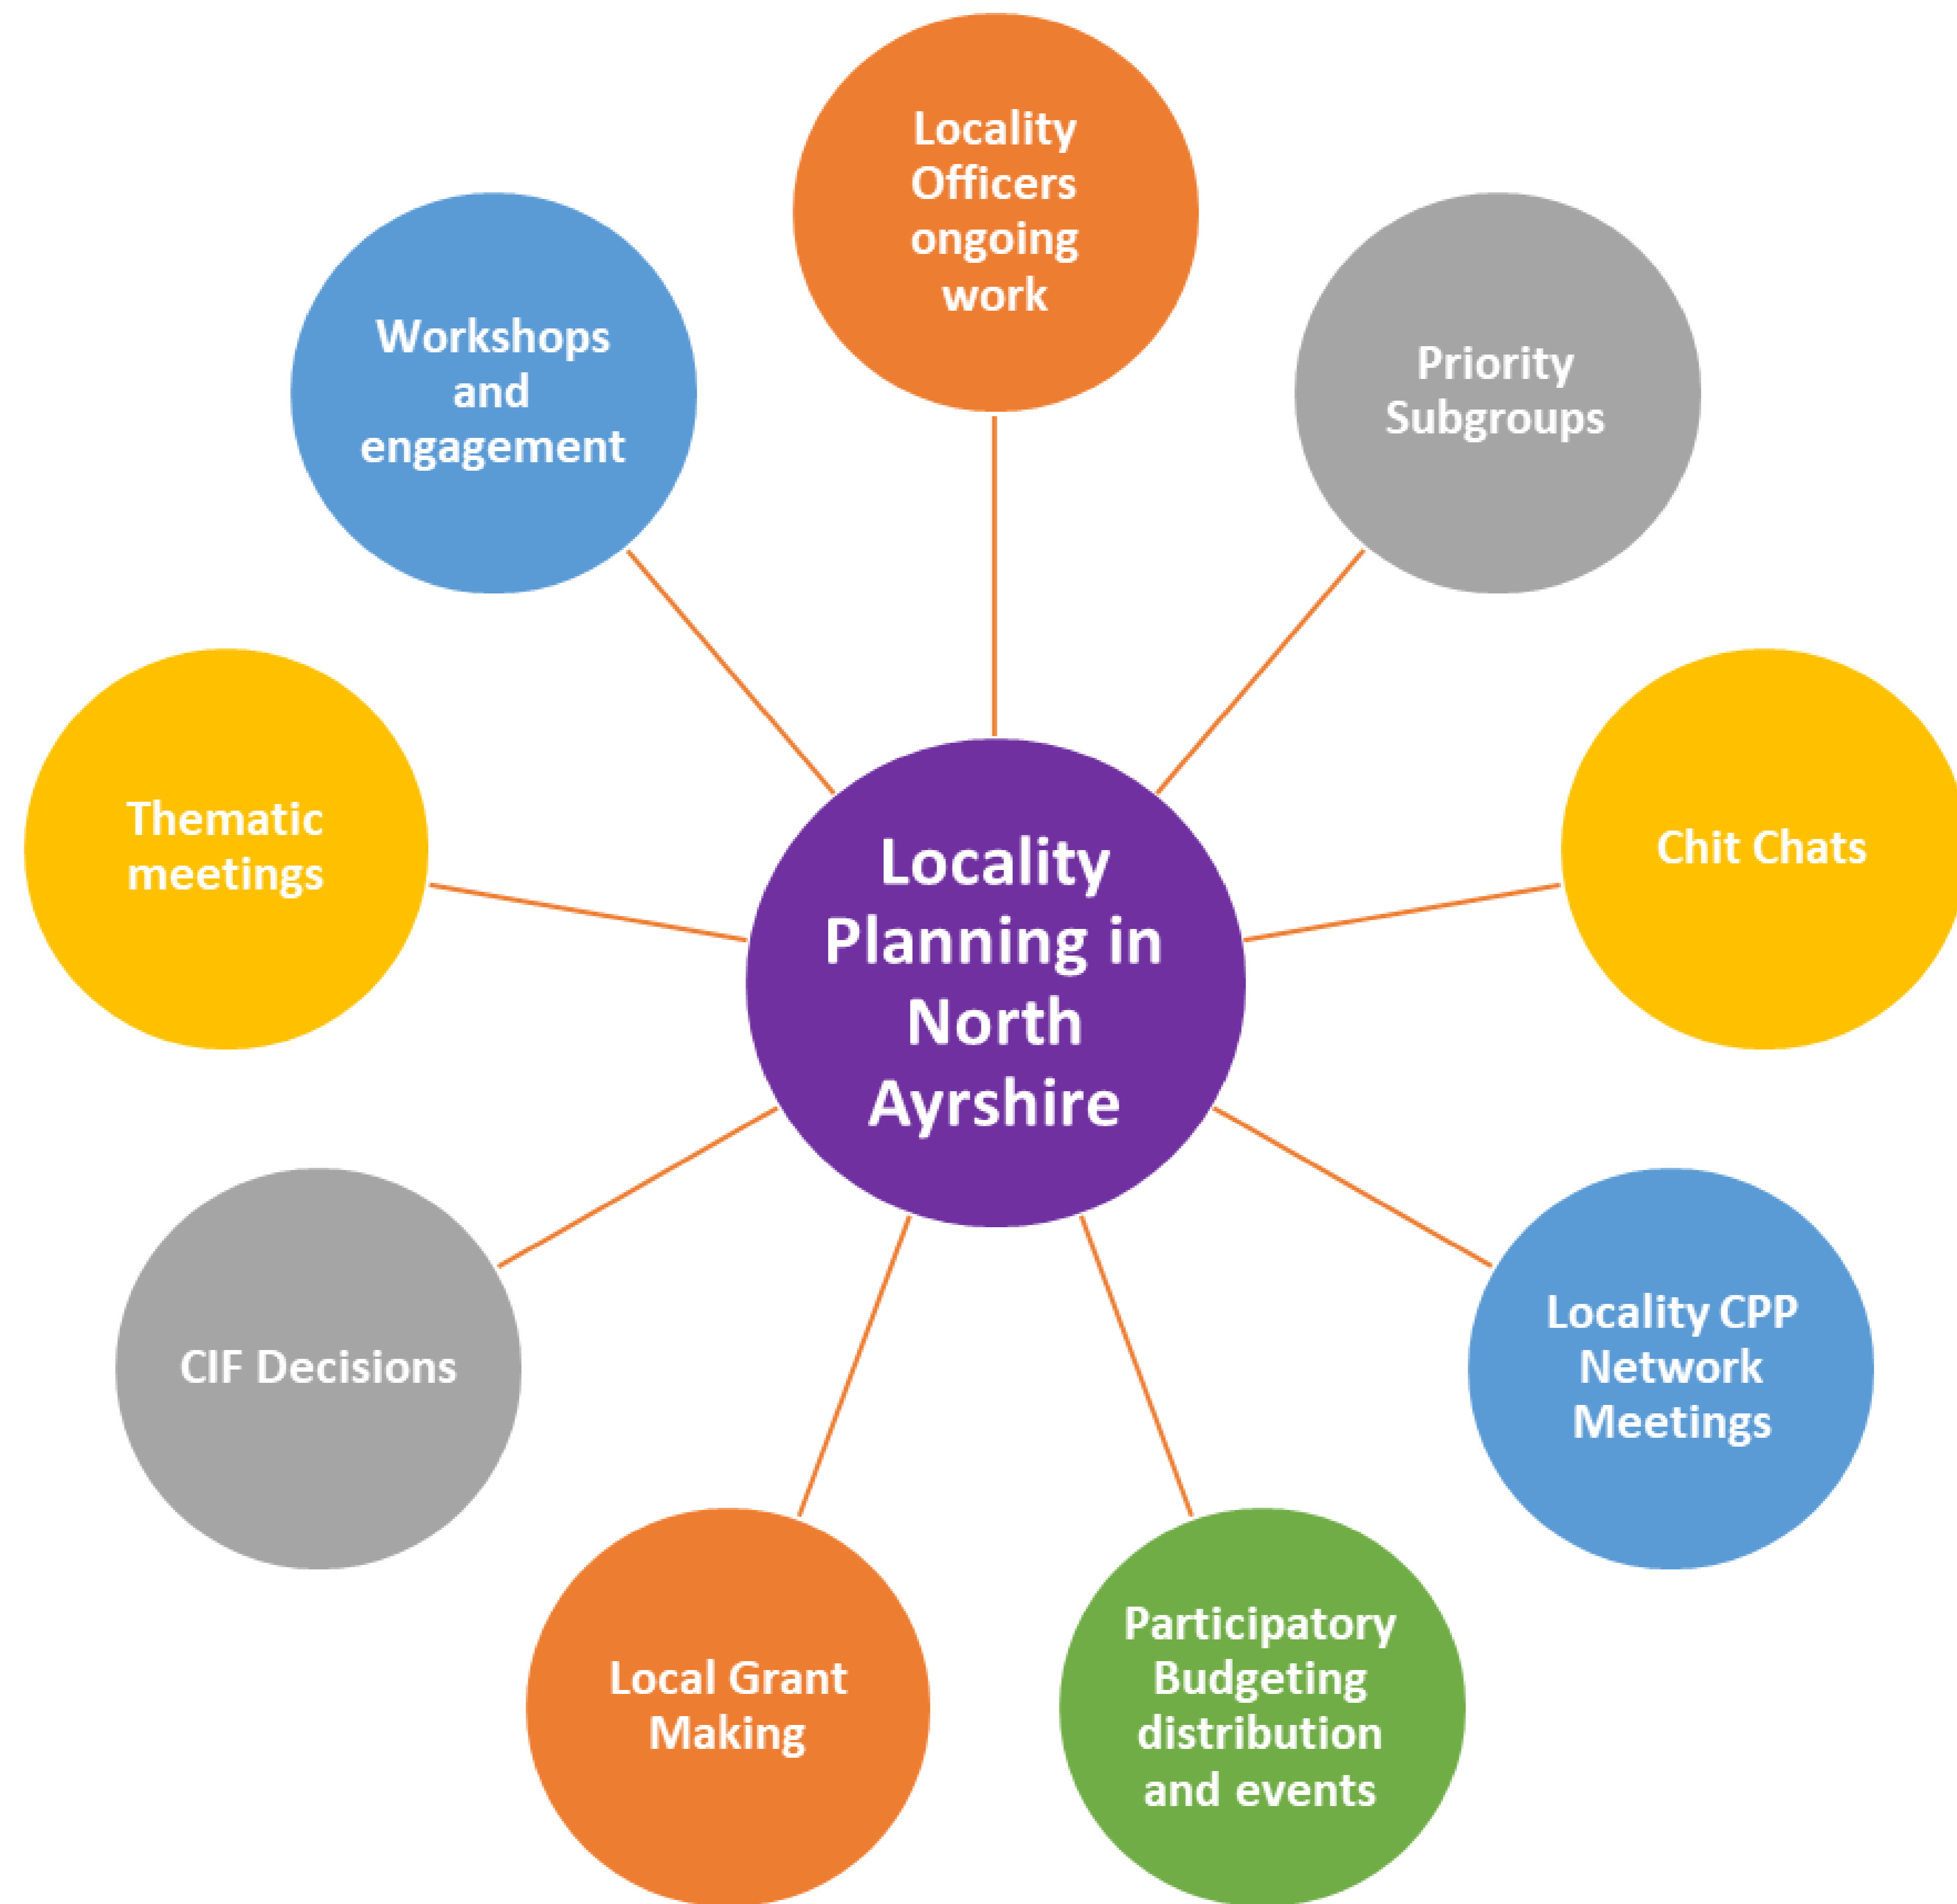 Locality
Officers
ongoing
work
Priority
Subgroups
Chit Chats
Locality CPP
Network
Meetings
Participatory
Budgeting
distribution
and events
Local Grant
Making
CIF Decisions
Thematic
meetings
Workshops
and
engagement
Locality
Planning in
North
Ayrshire